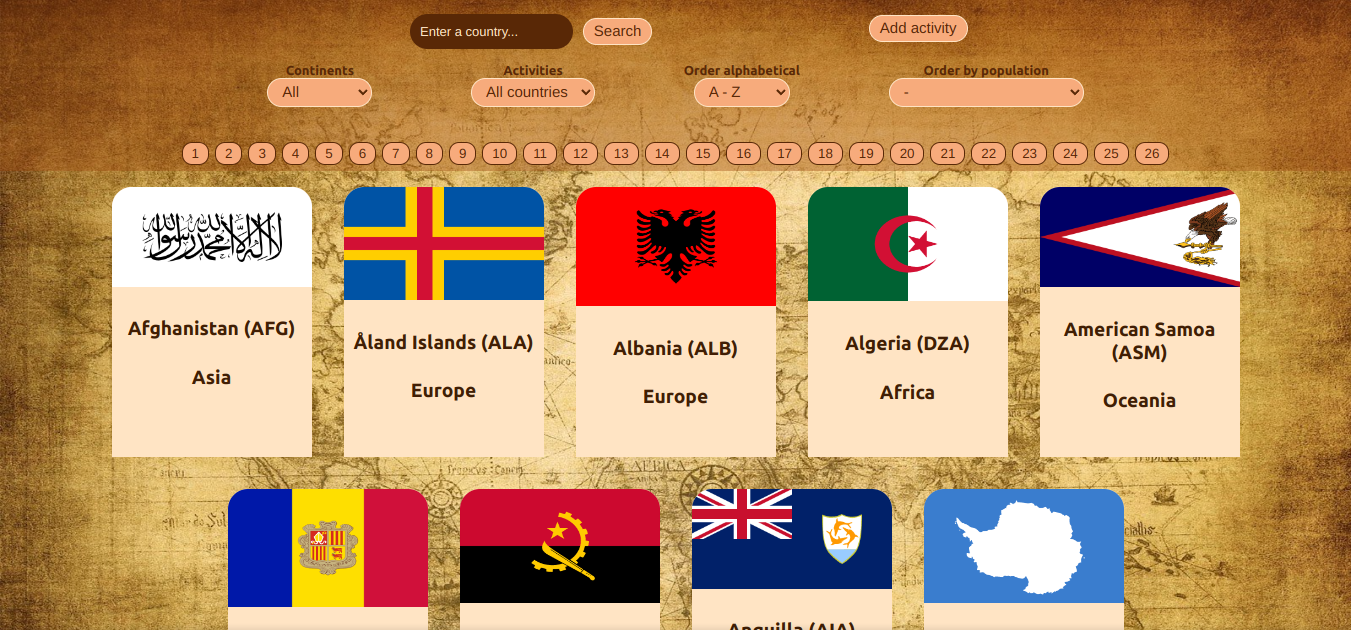 Enter a country...
Search
Add activity
Continents
Activities
Order alphabetical
Order by population
All
All countries
A - Z
-
1 2 3 4 5 6 7 8 9 10 11 12 13 14 15 16 17 18 19 20 21 22 23 24 25 26
لا إله إلا الله محمد رسول الله
Afghanistan (AFG)
Åland Islands (ALA)
Albania (ALB)
Algeria (DZA)
American Samoa
(ASM)
Asia
Europe
Europe
Africa
Oceania
AFRICA
Anguilla (AIA)